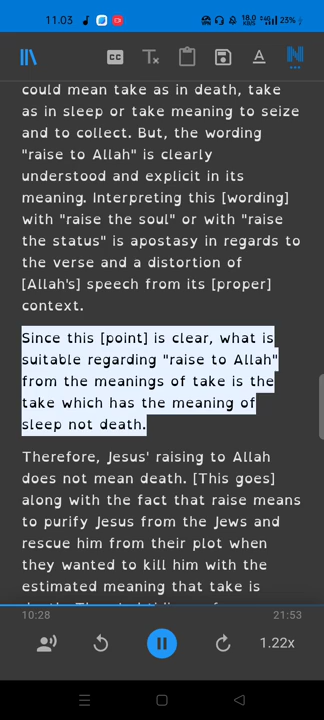 11.03
18.0 KB/S
23%
CC
could mean take as in death, take
as in sleep or take meaning to seize
and to collect. But, the wording
"raise to Allah" is clearly
understood and explicit in its
meaning. Interpreting this [wording]
with "raise the soul" or with "raise
the status" is apostasy in regards to
the verse and a distortion of
[Allah's] speech from its [proper]
context.
Since this [point] is clear, what is
suitable regarding "raise to Allah"
from the meanings of take is the
take which has the meaning of
sleep not death.
Therefore, Jesus' raising to Allah
does not mean death. [This goes]
along with the fact that raise means
to purify Jesus from the Jews and
rescue him from their plot when
they wanted to kill him with the
estimated meaning that take is
10:28
21:53
1.22x